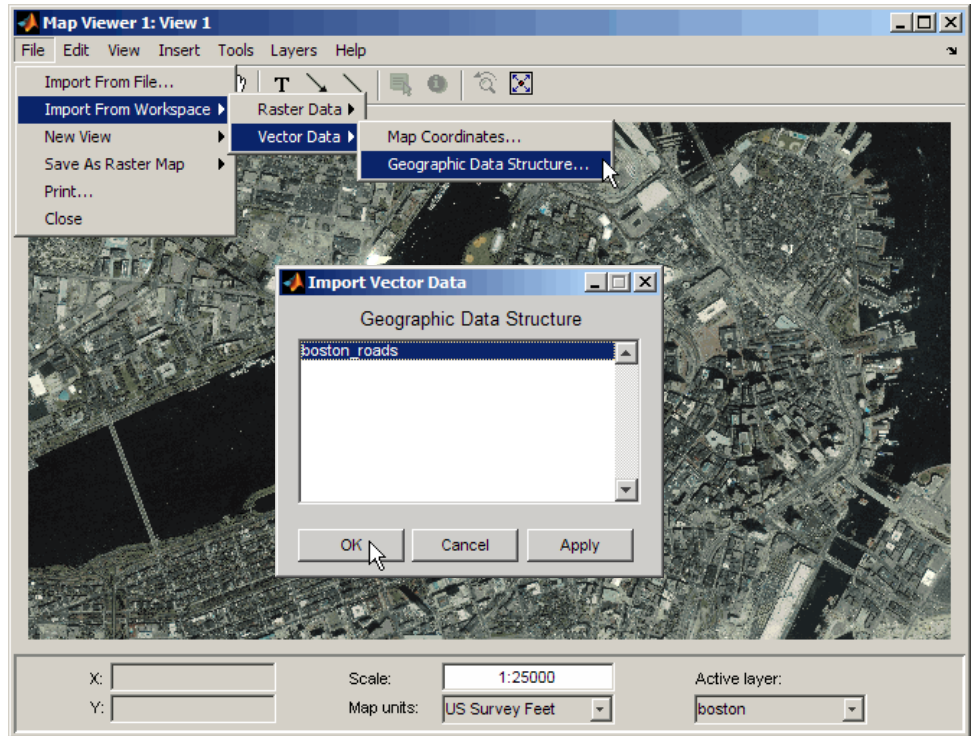 Map Viewer 1: View 1
File Edit View Insert Tools Layers Help
T
Import From File...
Import From Workspace
New View
Save As Raster Map
Print...
Close
Raster Data
Vector Data
Map Coordinates...
Geographic Data Structure...
Import Vector Data
Geographic Data Structure
boston_roads
OK Cancel Apply
X: Scale: 1:25000 Active layer:
Y: Map units: US Survey Feet boston